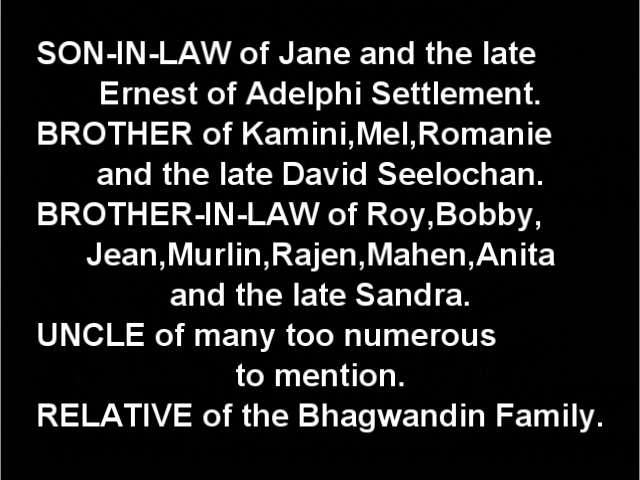 SON-IN-LAW of Jane and the late
Ernest of Adelphi Settlement.
BROTHER of Kamini,Mel,Romanie
and the late David Seelochan.
BROTHER-IN-LAW of Roy,Bobby,
Jean,Murlin,Rajen,Mahen,Anita
and the late Sandra.
UNCLE of many too numerous
to mention.
RELATIVE of the Bhagwandin Family.